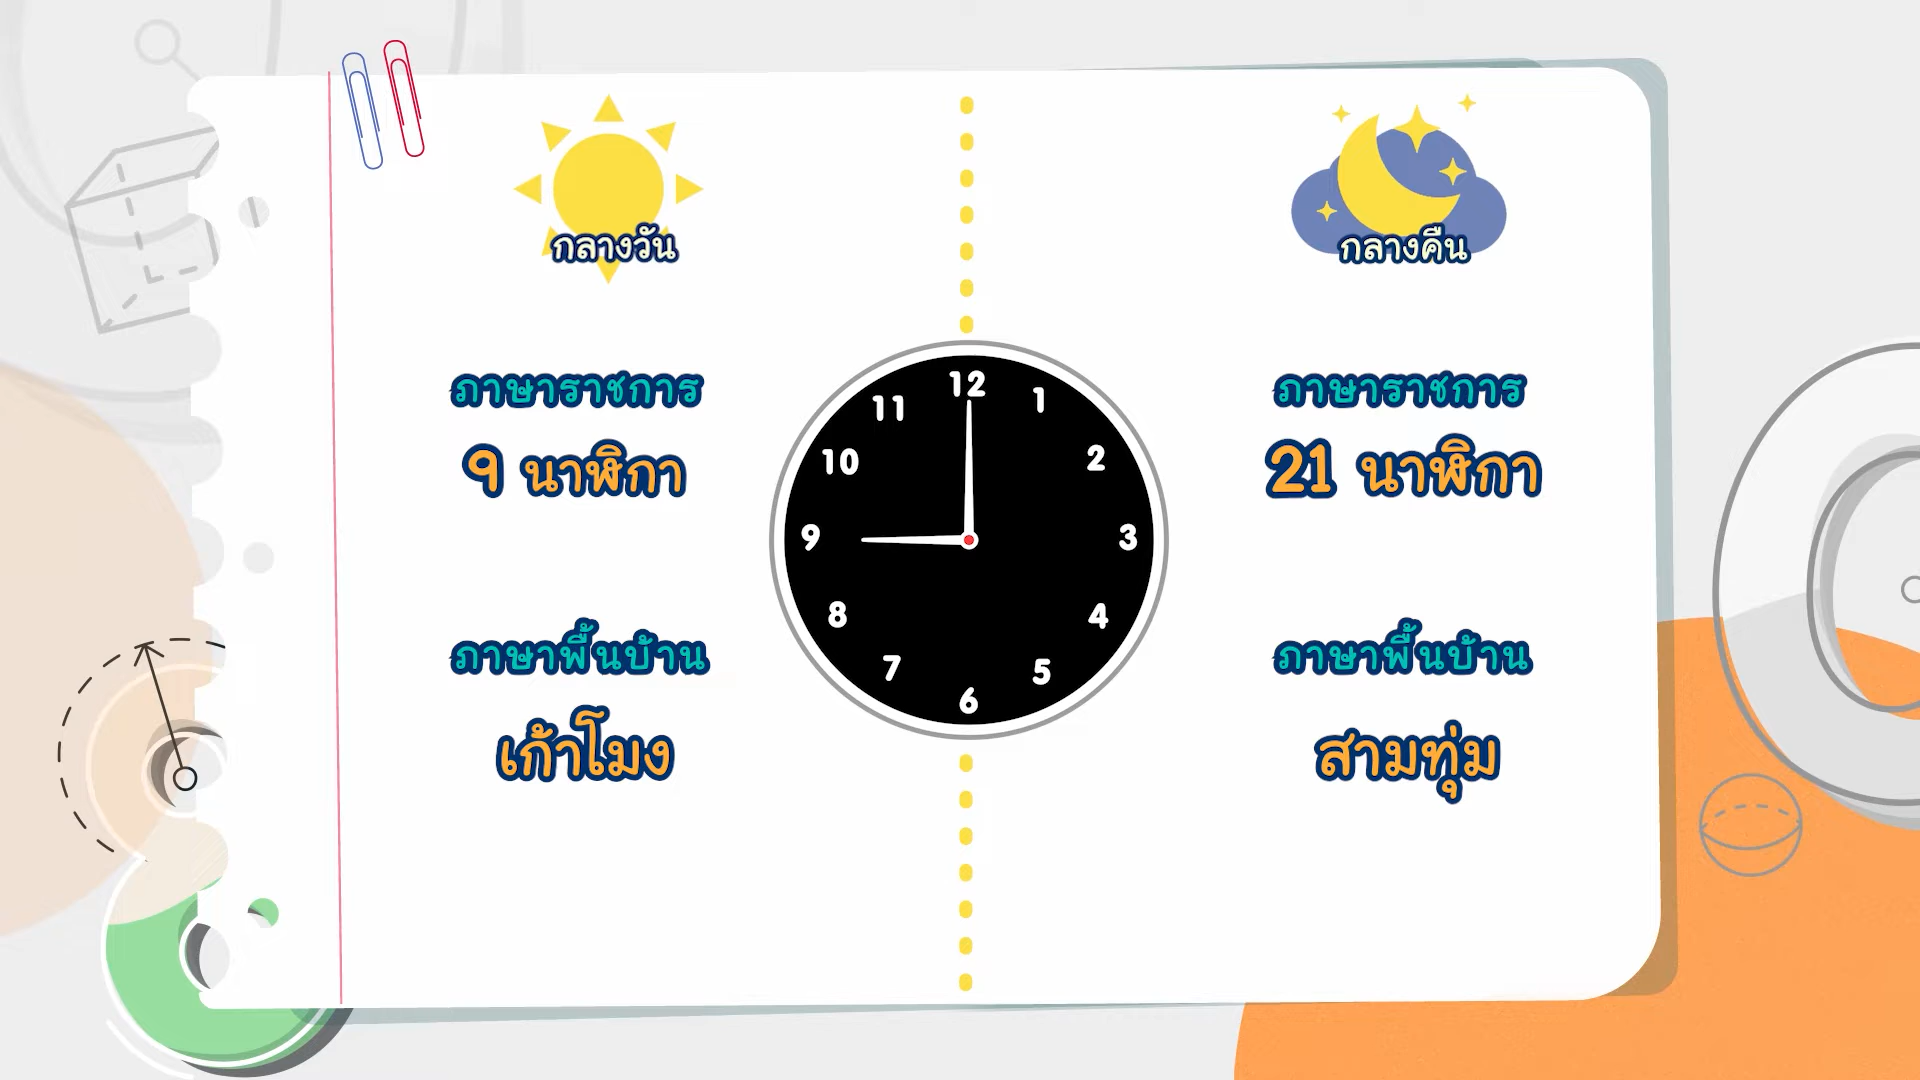 กลางวัน
กลางคืน
ภาษาราชการ
9 นาฬิกา
ภาษาพื้นบ้าน
เก้าโมง
12
1
2
3
4
5
6
7
8
9
10
11
ภาษาราชการ
21 นาฬิกา
ภาษาพื้นบ้าน
สามทุ่ม